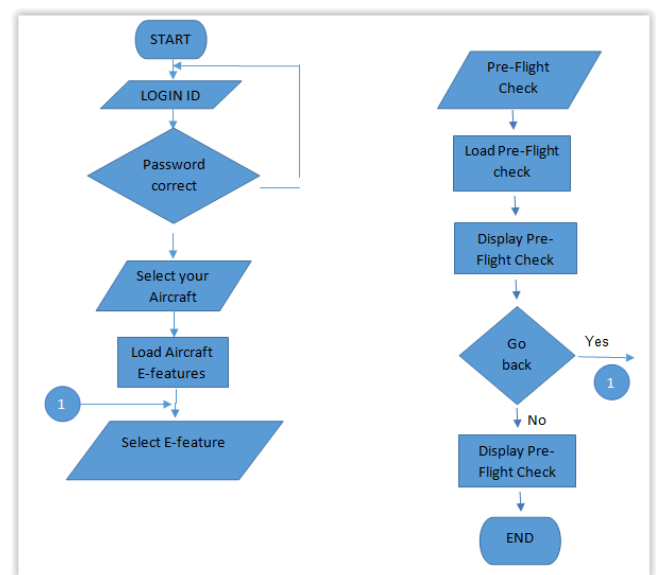 START
LOGIN ID
Password
correct
Select your
Aircraft
Load Aircraft
E-features
1
Select E-feature
Pre-Flight
Check
Load Pre-Flight
check
Display Pre-
Flight Check
Go
back
Yes
1
No
Display Pre-
Flight Check
END